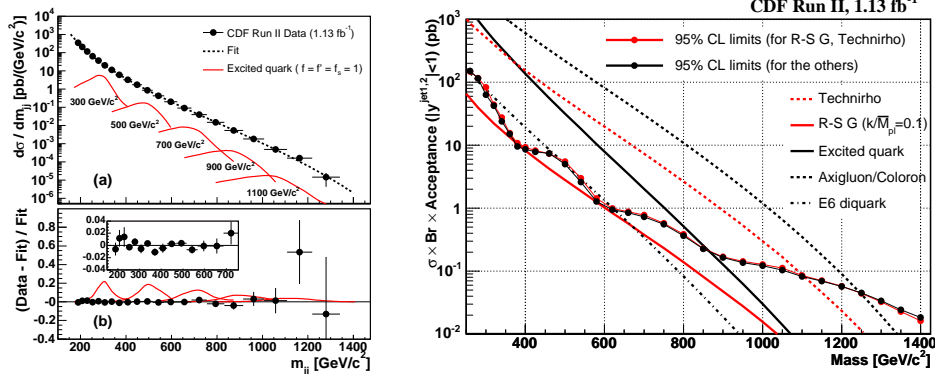 CDF Run II Data (1.13 fb⁻¹)
Fit
Excited quark ( f = f' = fₛ = 1)
dσ / dm_jj [pb/(GeV/c²)]
10⁴
10³
10²
10
1
10⁻¹
10⁻²
10⁻³
10⁻⁴
10⁻⁵
10⁻⁶
300 GeV/c²
500 GeV/c²
700 GeV/c²
900 GeV/c²
1100 GeV/c²
(a)
(Data - Fit) / Fit
0.8
0.6
0.4
0.2
-0
-0.2
-0.4
0.04
0.02
0
-0.02
-0.04
200 300 400 500 600 700
(b)
200 400 600 800 1000 1200 1400
m_jj [GeV/c²]
CDF Run II, 1.13 fb⁻¹
σ × Br × Acceptance (|y^jet1,2|<1) (pb)
10³
10²
10
1
10⁻¹
10⁻²
95% CL limits (for R-S G, Technirho)
95% CL limits (for the others)
Technirho
R-S G (k/M̅_pl=0.1)
Excited quark
Axigluon/Coloron
E6 diquark
400 600 800 1000 1200 1400
Mass [GeV/c²]